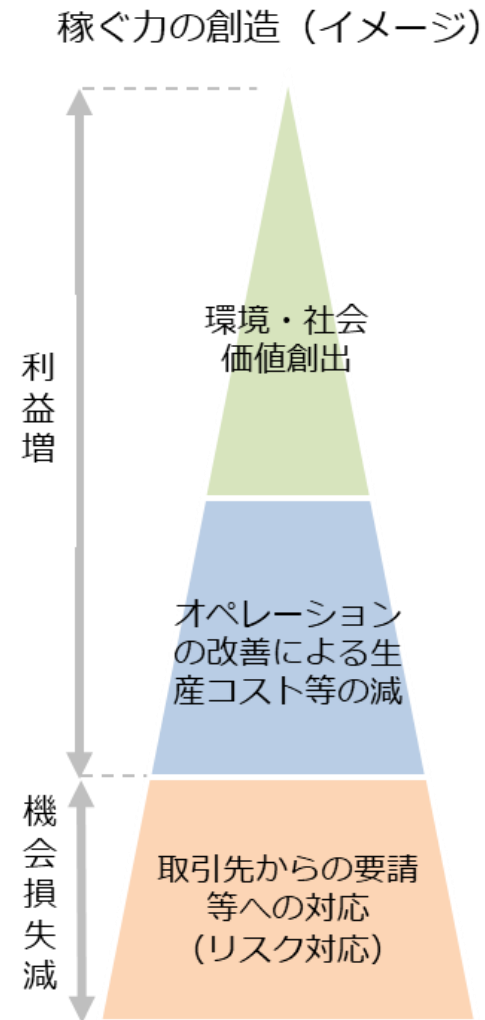 稼ぐ力の創造（イメージ）
環境・社会
価値創出
利
益
増
オペレーション
の改善による生
産コスト等の減
機
会
損
失
減
取引先からの要請
等への対応
（リスク対応）